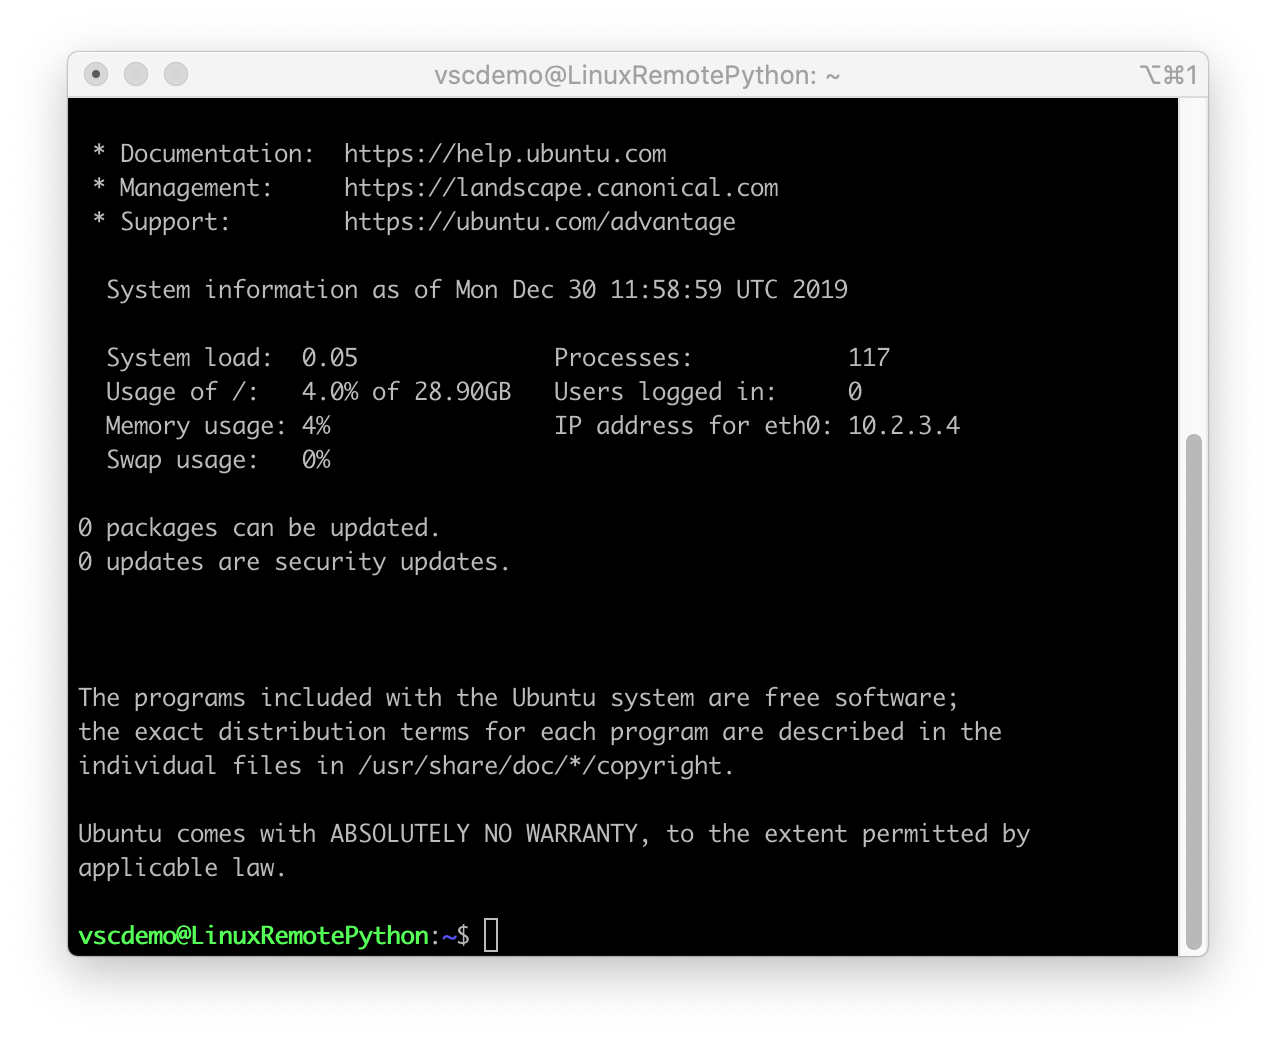 vscdemo@LinuxRemotePython: ~ ⌥⌘1
* Documentation:  https://help.ubuntu.com
* Management:     https://landscape.canonical.com
* Support:        https://ubuntu.com/advantage
System information as of Mon Dec 30 11:58:59 UTC 2019
System load:  0.05              Processes:           117
Usage of /:   4.0% of 28.90GB   Users logged in:     0
Memory usage: 4%                IP address for eth0: 10.2.3.4
Swap usage:   0%
0 packages can be updated.
0 updates are security updates.
The programs included with the Ubuntu system are free software;
the exact distribution terms for each program are described in the
individual files in /usr/share/doc/*/copyright.
Ubuntu comes with ABSOLUTELY NO WARRANTY, to the extent permitted by
applicable law.
vscdemo@LinuxRemotePython:~$